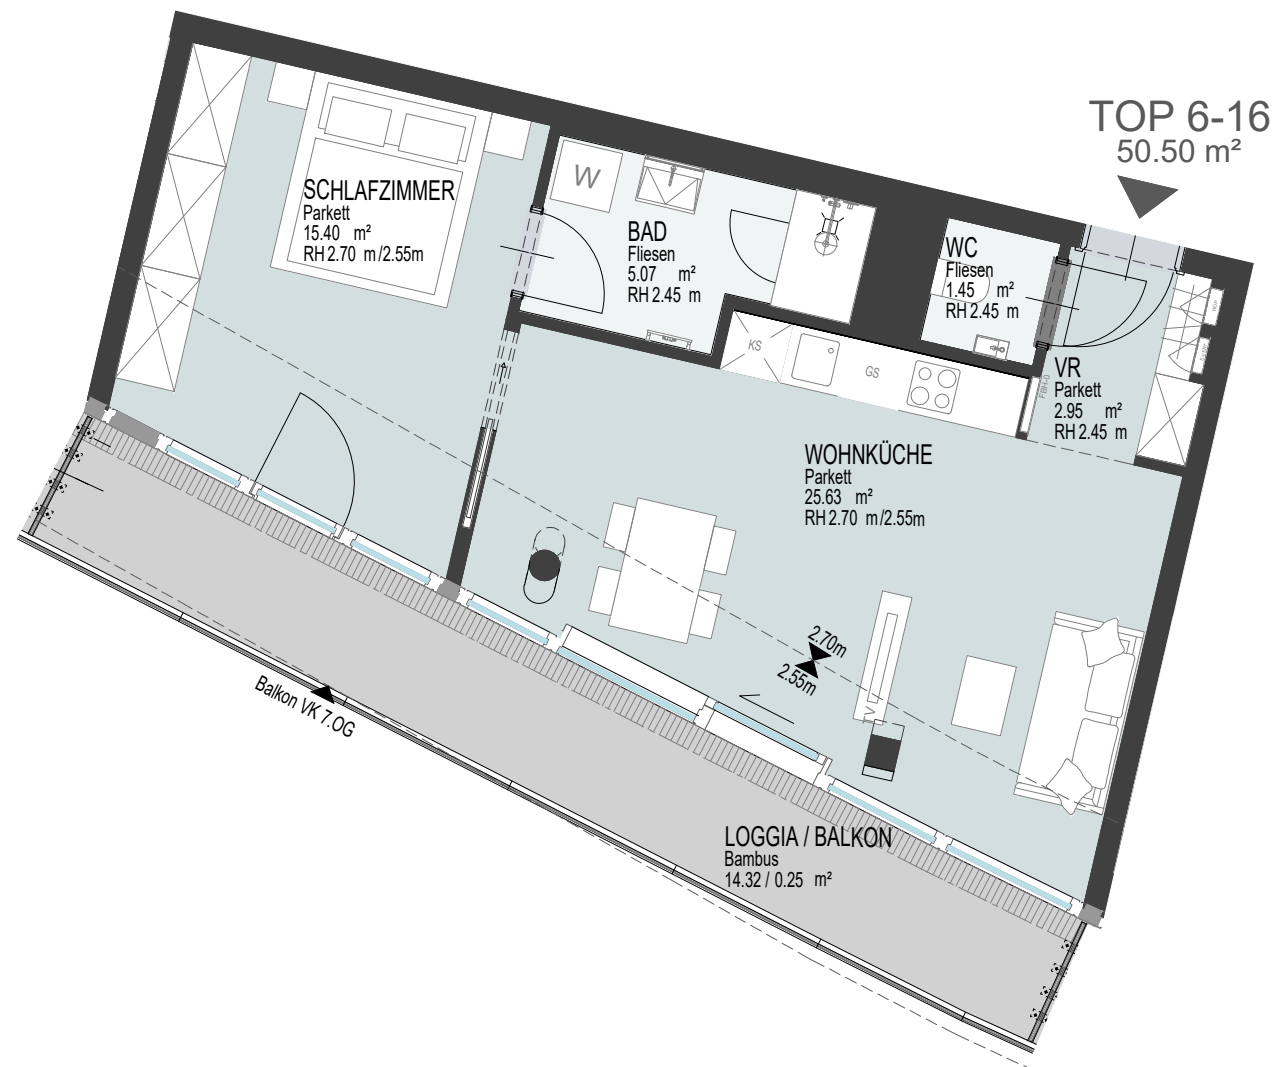 TOP 6-16
50.50 m²
SCHLAFZIMMER
Parkett
15.40 m²
RH 2.70 m/2.55m
W
BAD
Fliesen
5.07 m²
RH 2.45 m
WC
Fliesen
1.45 m²
RH 2.45 m
VR
Parkett
2.95 m²
RH 2.45 m
KS
GS
FBH-0
WOHNKÜCHE
Parkett
25.63 m²
RH 2.70 m/2.55m
2.70m
2.55m
TV
Balkon VK 7.OG
LOGGIA / BALKON
Bambus
14.32 / 0.25 m²